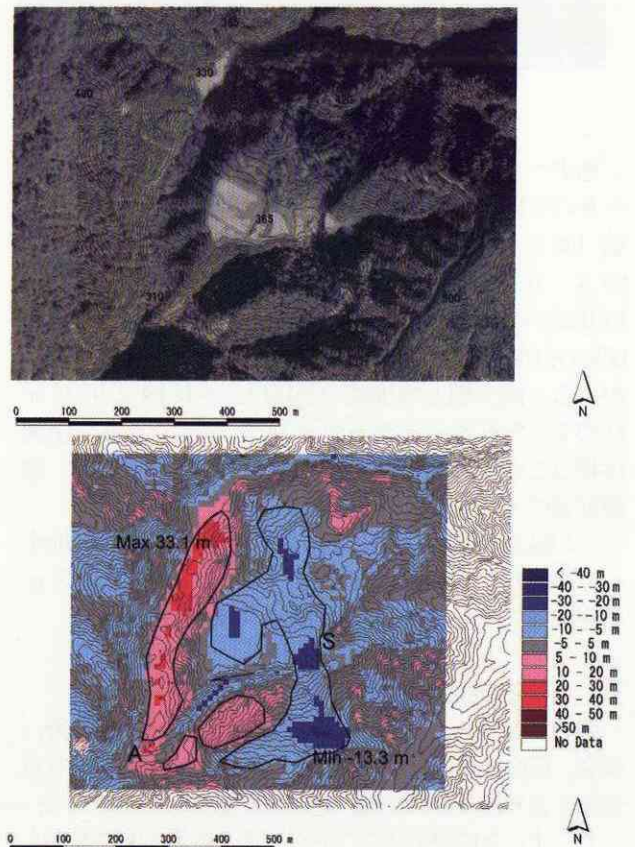 330
400
365
310
300
0 100 200 300 400 500 m
N
Max 33.1 m
S
A
Min -13.3 m
< -40 m
-40 - -30 m
-30 - -20 m
-20 - -10 m
-10 - -5 m
-5 - 5 m
5 - 10 m
10 - 20 m
20 - 30 m
30 - 40 m
40 - 50 m
>50 m
No Data
0 100 200 300 400 500 m
N